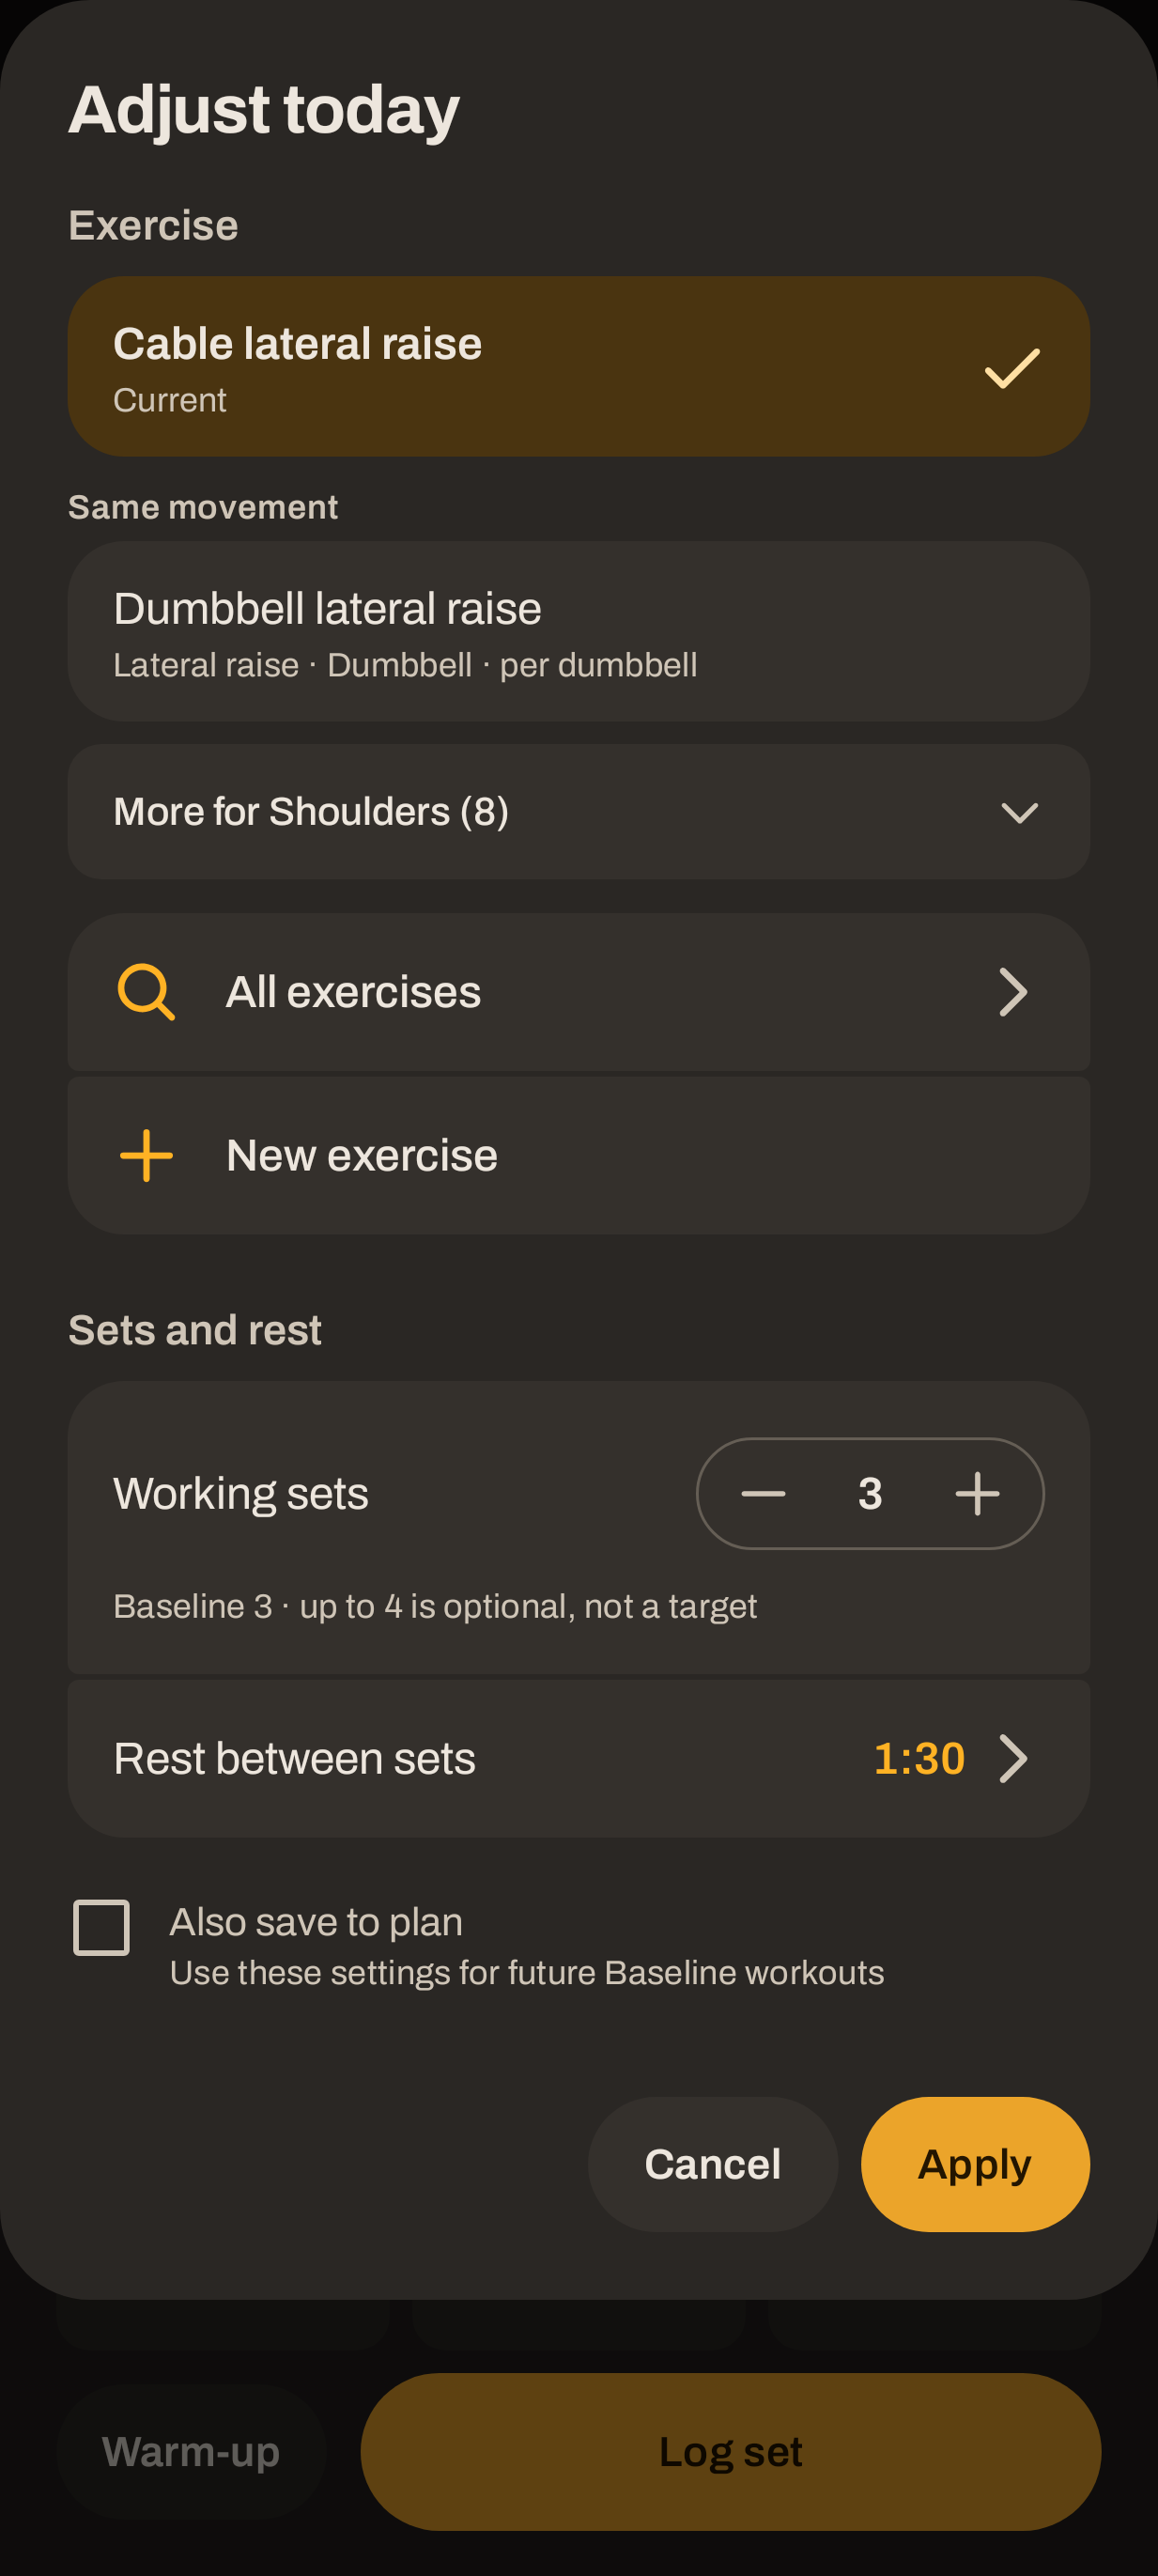 Adjust today
Exercise
Cable lateral raise
Current
Same movement
Dumbbell lateral raise
Lateral raise · Dumbbell · per dumbbell
More for Shoulders (8)
All exercises
New exercise
Sets and rest
Working sets
3
Baseline 3 · up to 4 is optional, not a target
Rest between sets
1:30
Also save to plan
Use these settings for future Baseline workouts
Cancel
Apply
Warm-up
Log set